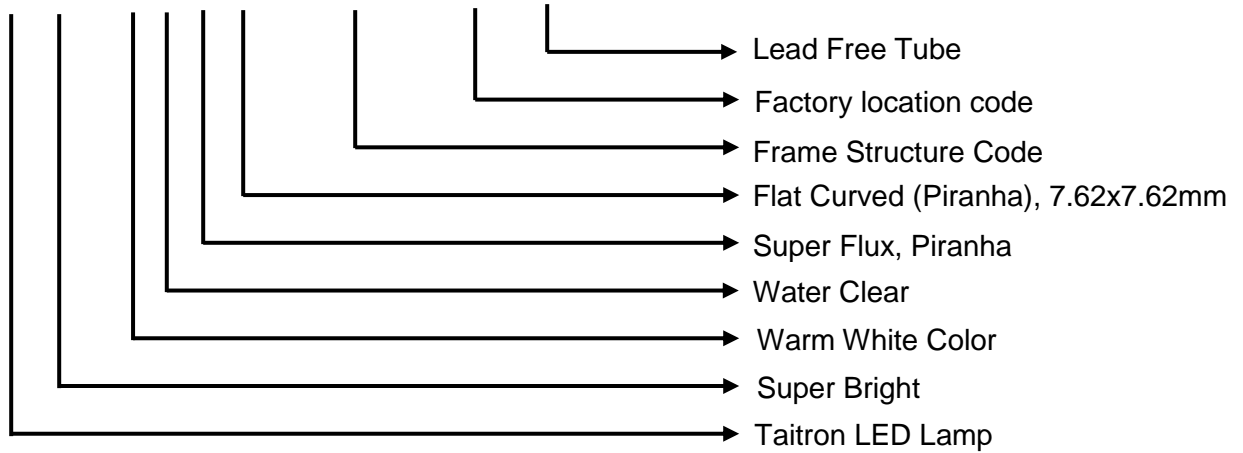 Lead Free Tube
Factory location code
Frame Structure Code
Flat Curved (Piranha), 7.62x7.62mm
Super Flux, Piranha
Water Clear
Warm White Color
Super Bright
Taitron LED Lamp